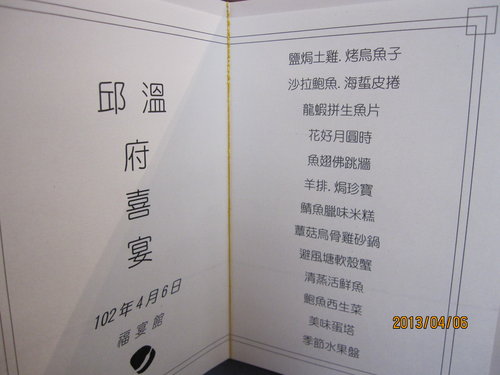 邱 溫
府
喜
宴
102年4月6日
福宴館
鹽焗土雞.烤烏魚子
沙拉鮑魚.海蜇皮捲
龍蝦拼生魚片
花好月圓時
魚翅佛跳牆
羊排.焗珍寶
鯖魚臘味米糕
蕈菇烏骨雞砂鍋
避風塘軟殼蟹
清蒸活鮮魚
鮑魚西生菜
美味蛋塔
季節水果盤
2013/04/06